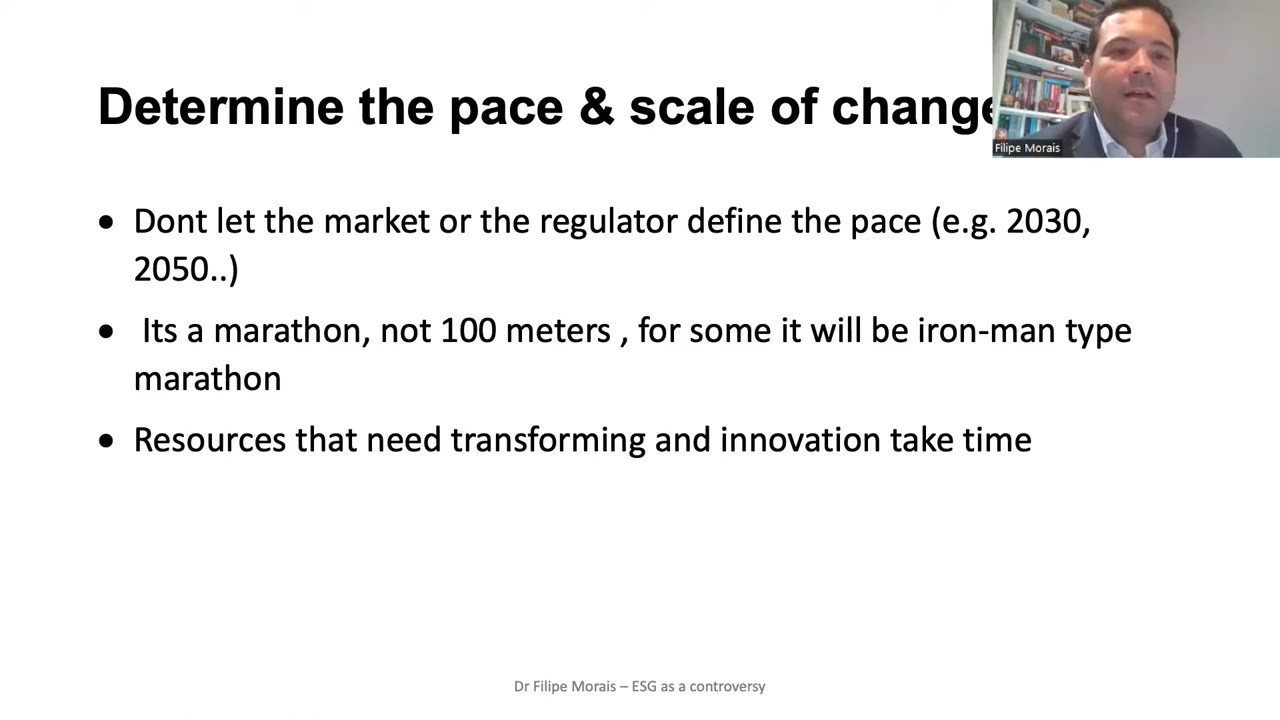 Determine the pace & scale of change
Filipe Morais
• Dont let the market or the regulator define the pace (e.g. 2030,
2050..)
• Its a marathon, not 100 meters , for some it will be iron-man type
marathon
• Resources that need transforming and innovation take time
Dr Filipe Morais – ESG as a controversy